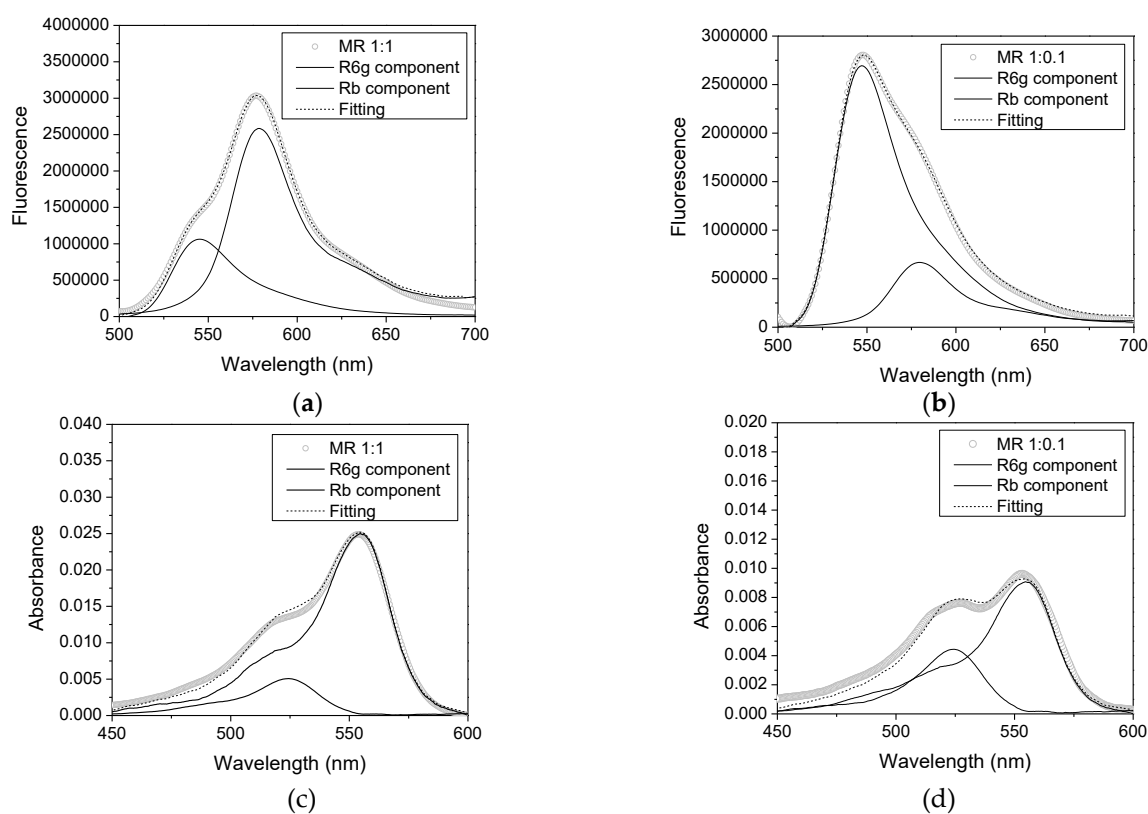 4000000
3500000
3000000
2500000
2000000
1500000
1000000
500000
0
Fluorescence
MR 1:1
R6g component
Rb component
Fitting
500 550 600 650 700
Wavelength (nm)
(a)
3000000
2500000
2000000
1500000
1000000
500000
0
Fluorescence
MR 1:0.1
R6g component
Rb component
Fitting
500 550 600 650 700
Wavelength (nm)
(b)
0.040
0.035
0.030
0.025
0.020
0.015
0.010
0.005
0.000
Absorbance
MR 1:1
R6g component
Rb component
Fitting
450 500 550 600
Wavelength (nm)
(c)
0.020
0.018
0.016
0.014
0.012
0.010
0.008
0.006
0.004
0.002
0.000
Absorbance
MR 1:0.1
R6g component
Rb component
Fitting
450 500 550 600
Wavelength (nm)
(d)